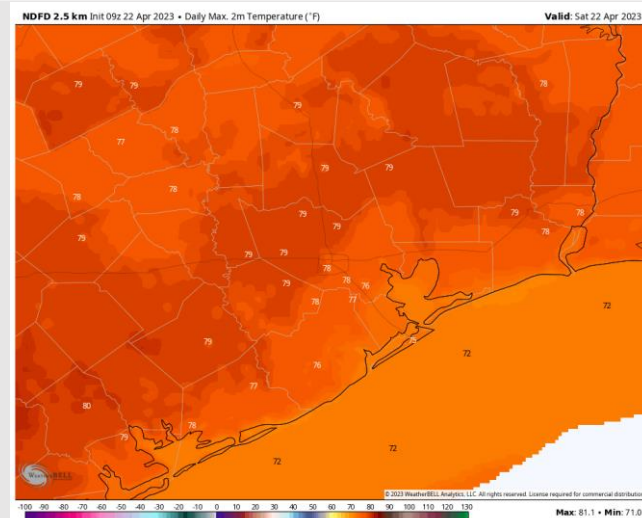 NDFD 2.5 km Init 09z 22 Apr 2023 • Daily Max. 2m Temperature (°F) Valid: Sat 22 Apr 2023
79 79 78
79
77 78
79 79
78 78
79 79 78
79 79 78
79 79
78
79 78 76
78 77
72
79 75
72
76
77
80
79 78
72 72
WeatherBELL
© 2023 WeatherBELL Analytics, LLC. All rights reserved. License required for commercial distribution
-100 -90 -80 -70 -60 -50 -40 -30 -20 -10 0 10 20 30 40 50 60 70 80 90 100 110 120 130
Max: 81.1 • Min: 71.